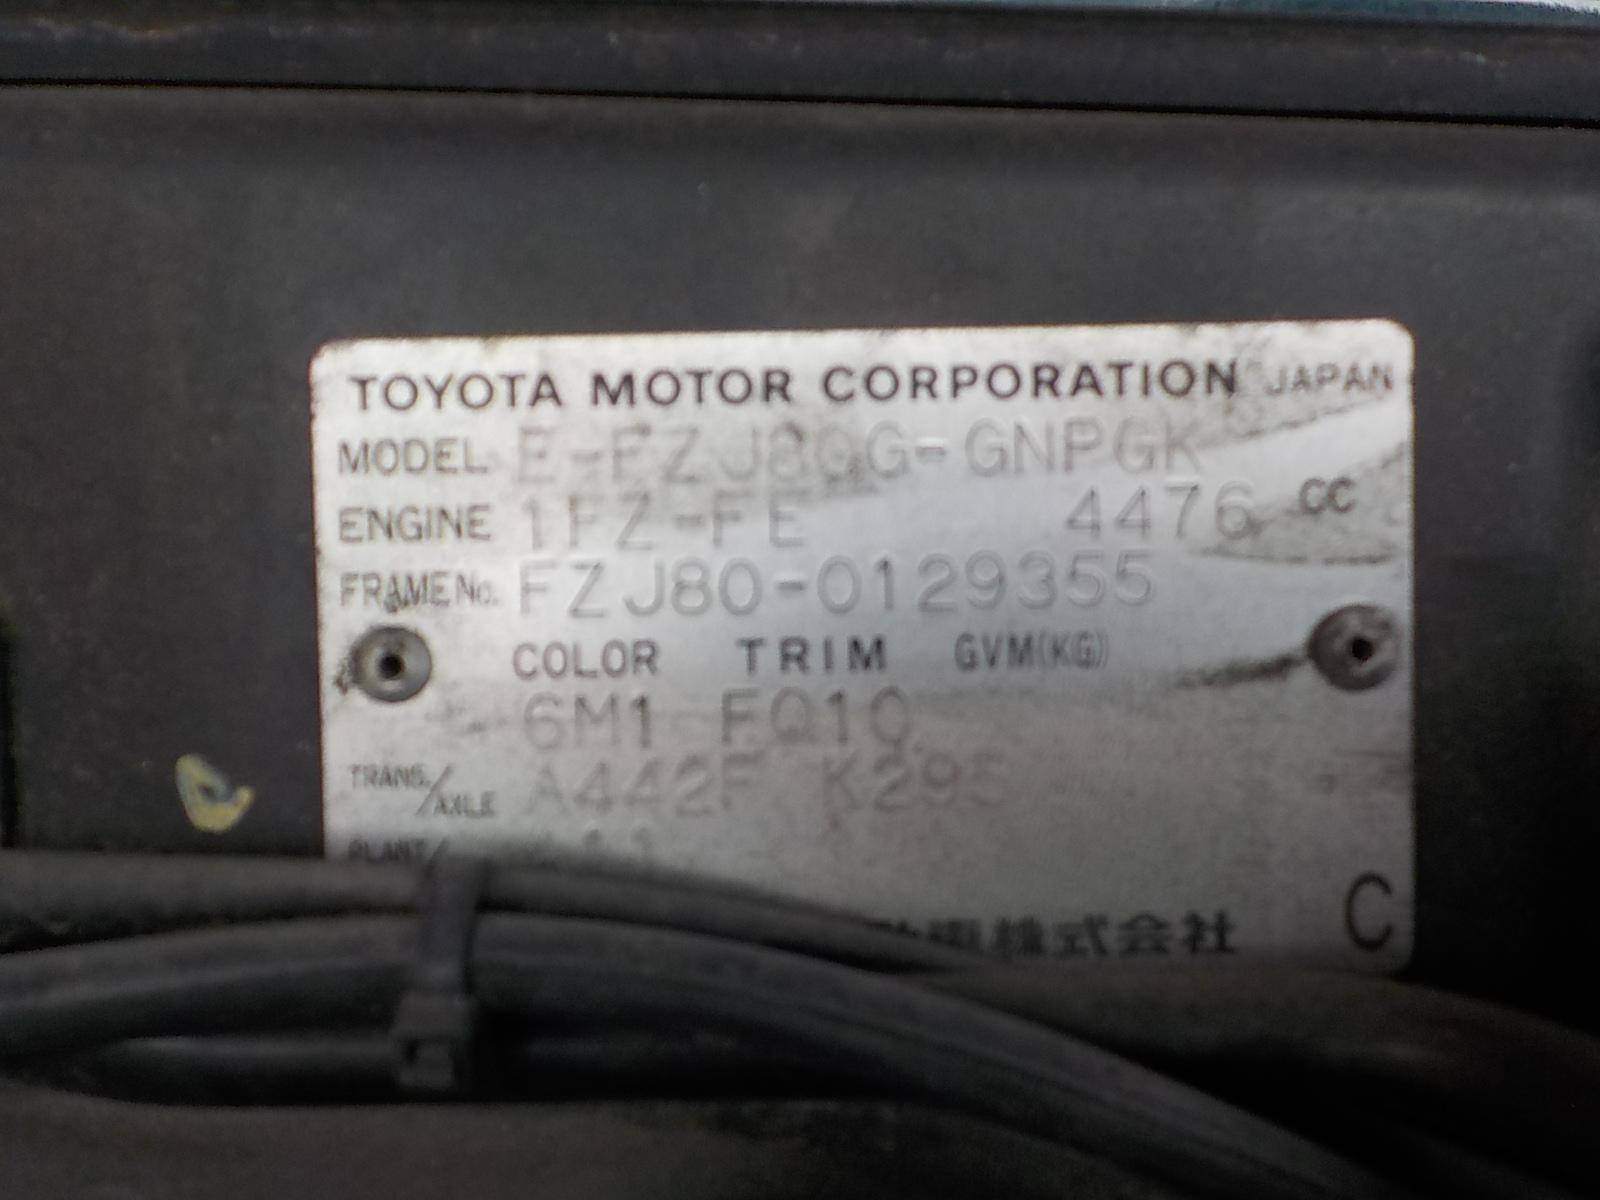 TOYOTA MOTOR CORPORATION JAPAN
MODEL E-FZJ80G-GNPGK
ENGINE 1FZ-FE 4476 CC
FRAME No. FZJ80-0129355
COLOR TRIM GVM(KG)
6M1 FQ10
TRANS./AXLE A442F K295
PLANT/
株式会社
C